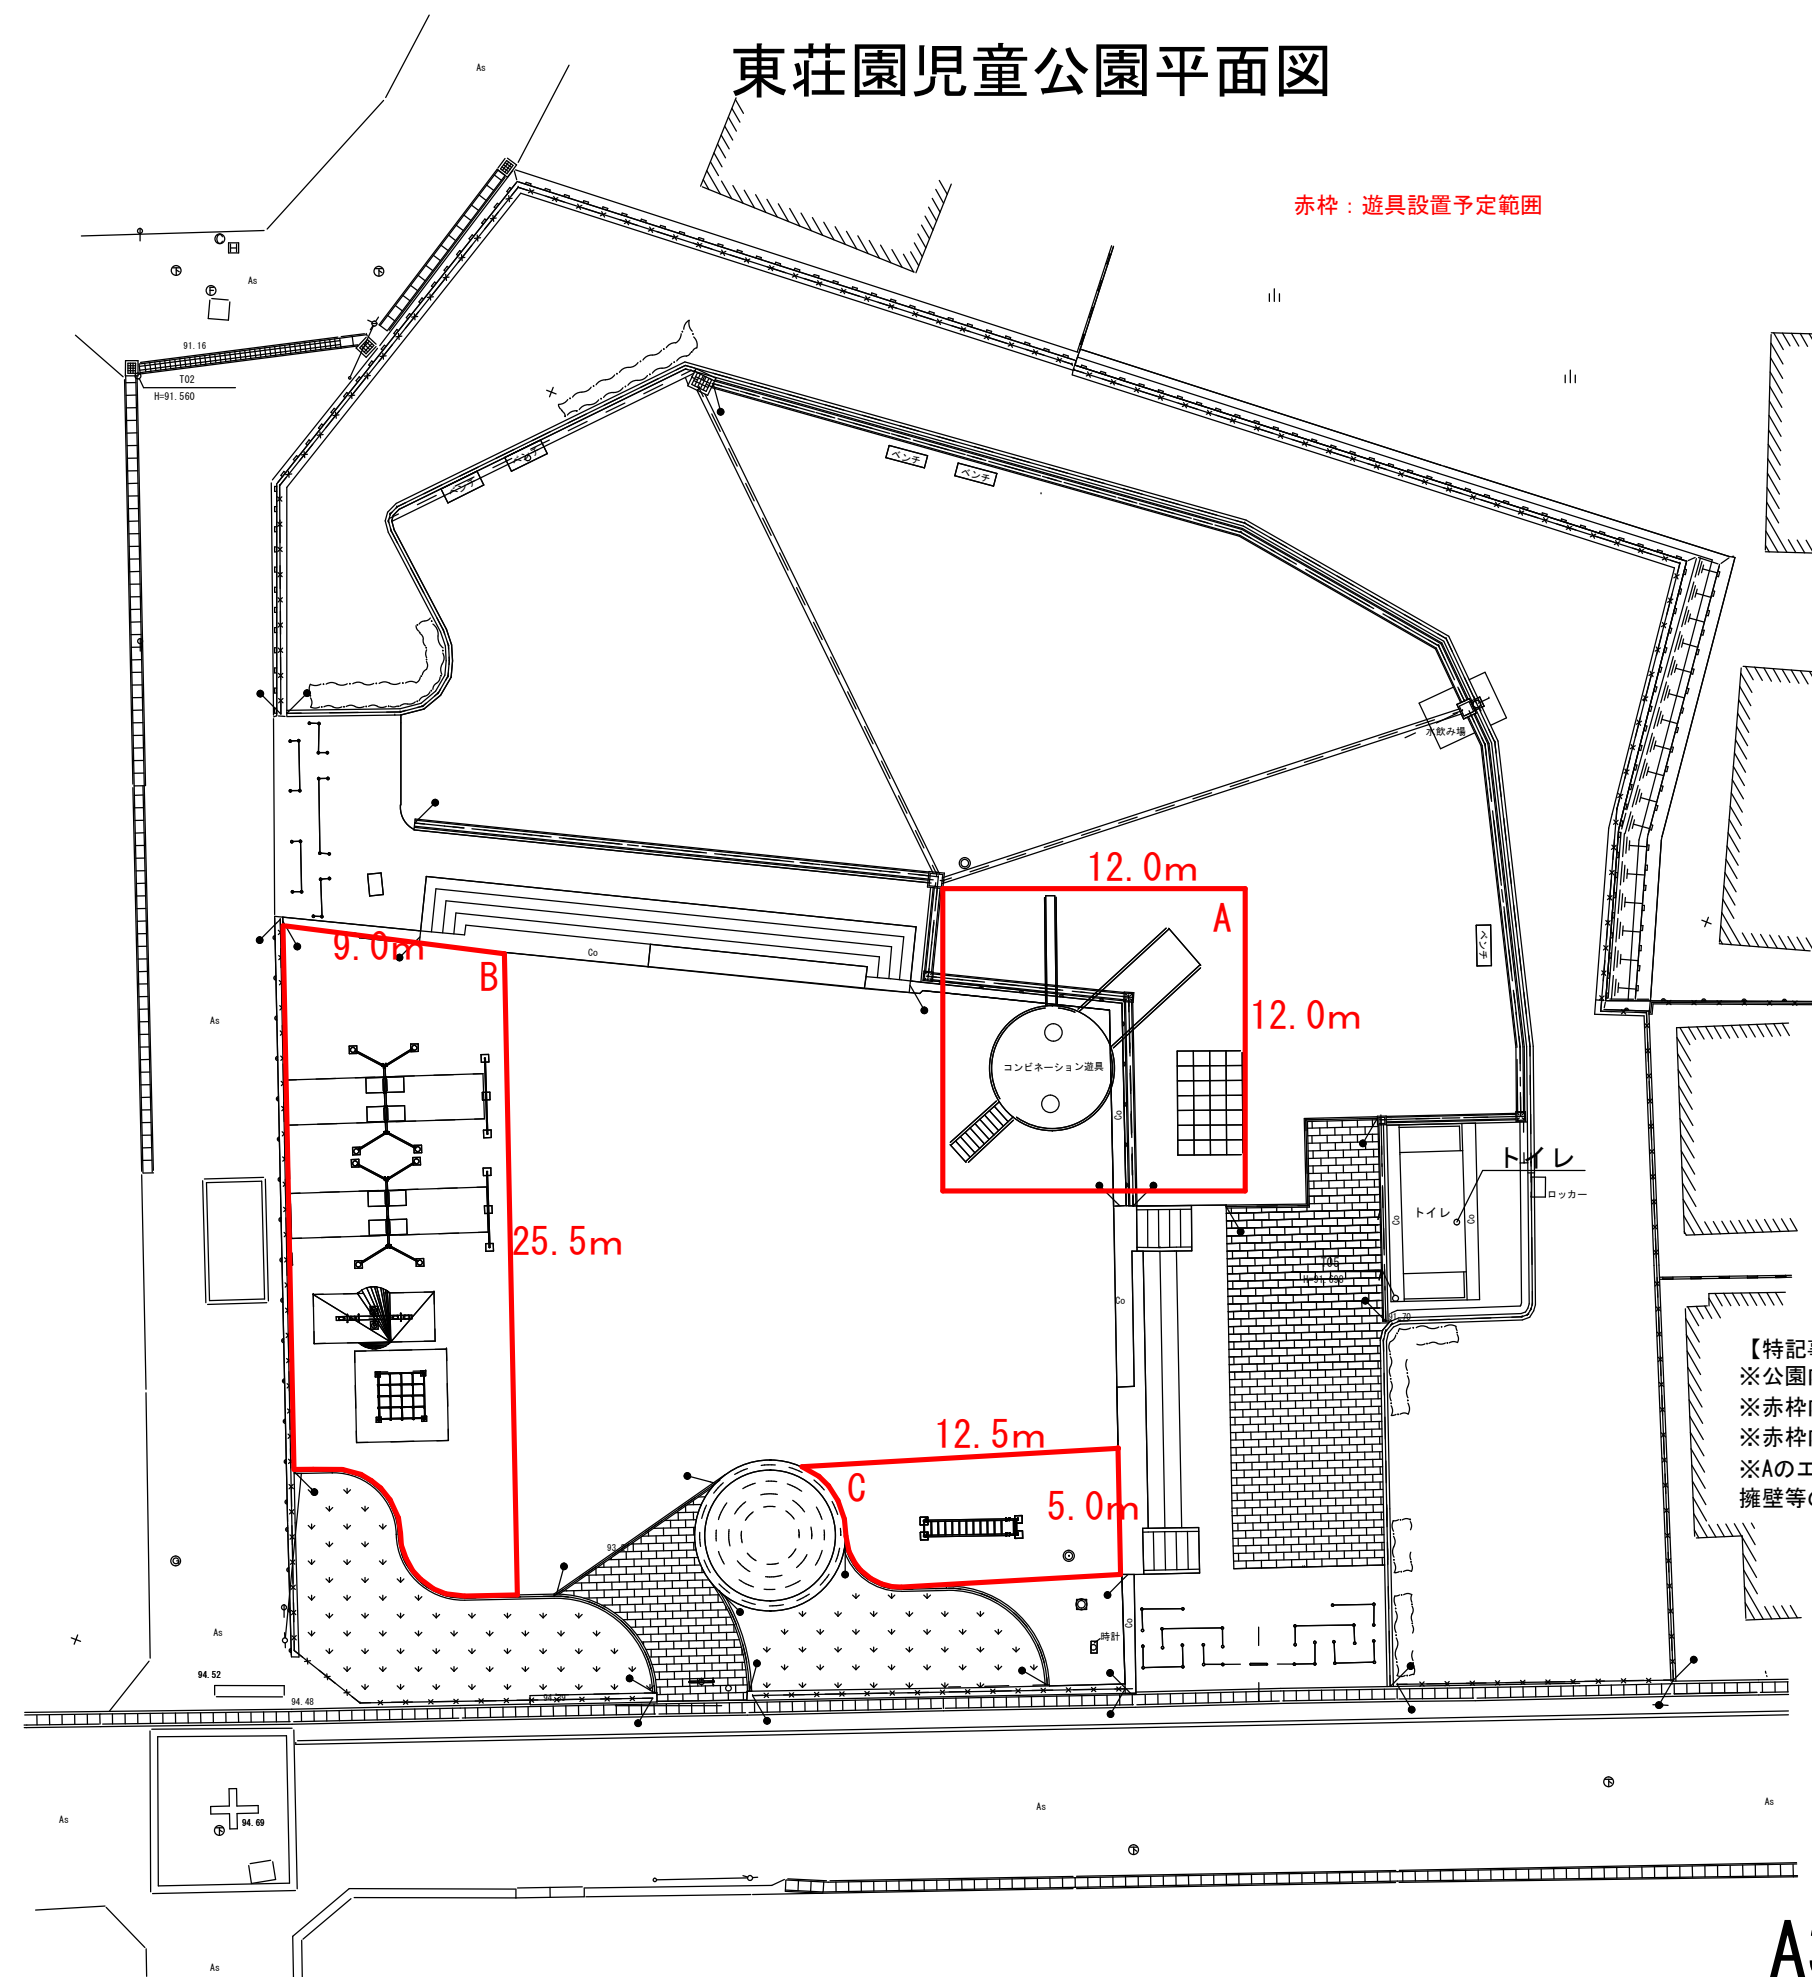 東荘園児童公園平面図
As
赤枠：遊具設置予定範囲
As
91.16
T02
H=91.560
ベンチ
ベンチ
ベンチ
ベンチ
水飲み場
12.0m
A
9.0m
B
Co
ベンチ
12.0m
As
コンビネーション遊具
Co
トイレ
ロッカー
トイレ
Co
Co
25.5m
T05
Co
【特記
※公園
※赤枠
※赤枠
※Aのエ
擁壁等
12.5m
C
5.0m
Co
時計
As
94.52
94.48
94.69
As
As
As
As